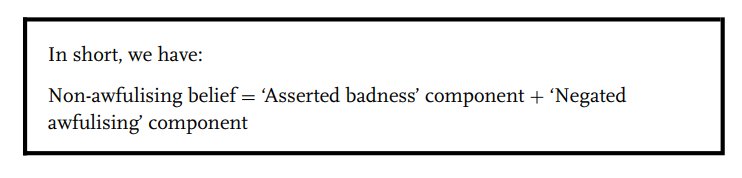 In short, we have:
Non-awfulising belief = ‘Asserted badness’ component + ‘Negated
awfulising’ component